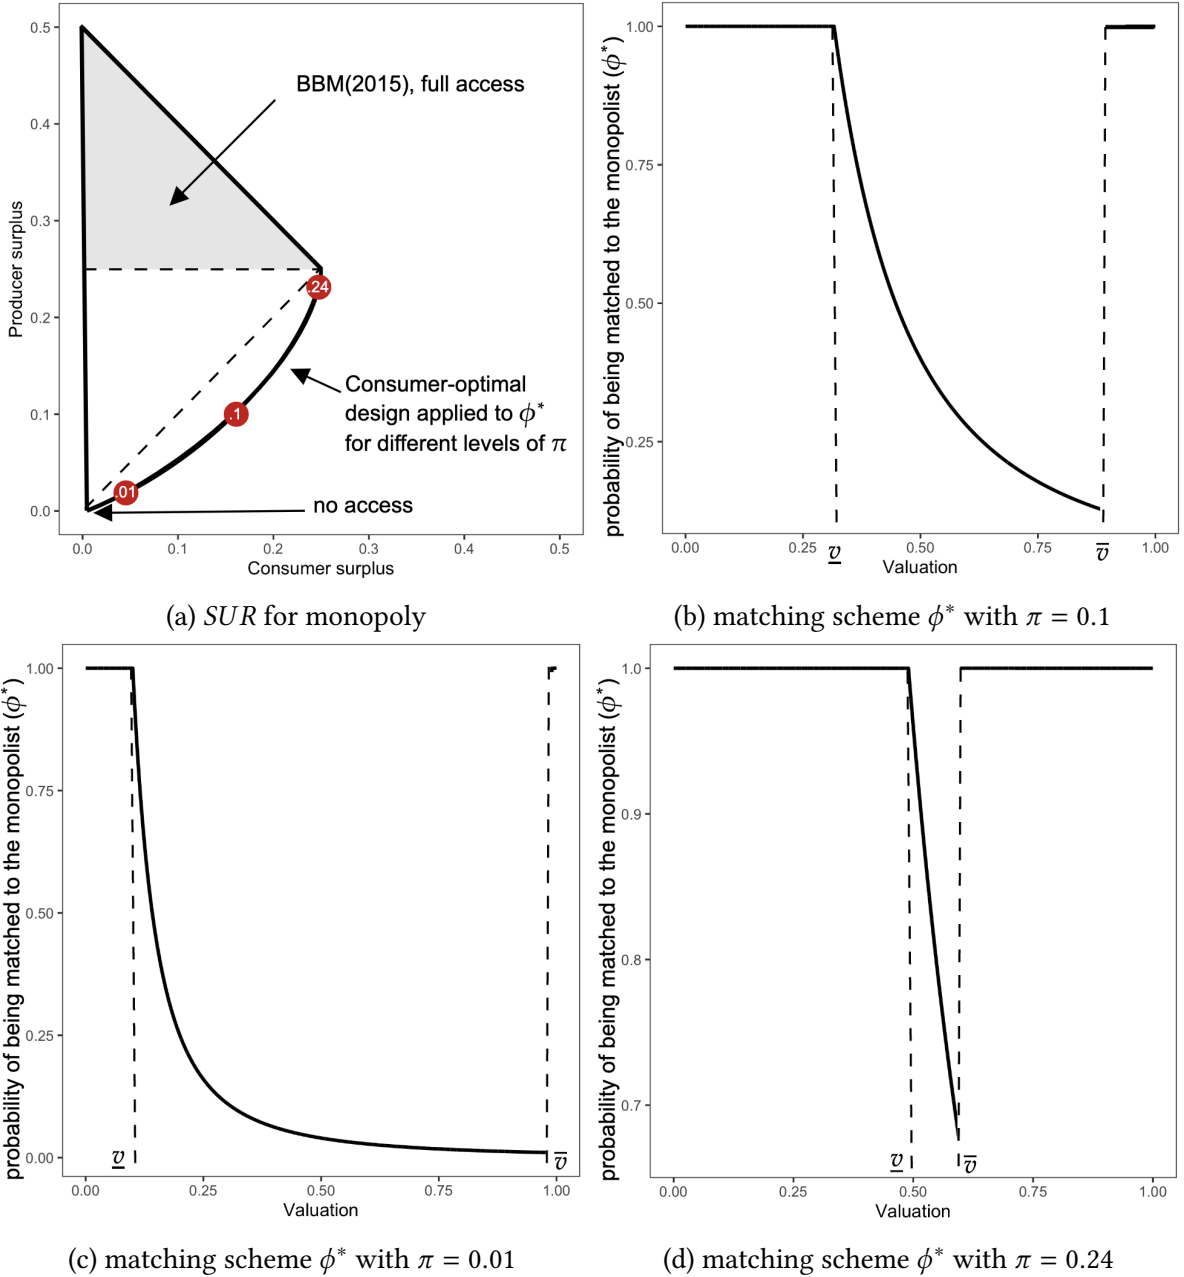 0.5
BBM(2015), full access
0.4
Producer surplus
0.3
.24
0.2
Consumer-optimal
design applied to ϕ*
for different levels of π
0.1
.1
.01
no access
0.0
0.0 0.1 0.2 0.3 0.4 0.5
Consumer surplus
(a) SUR for monopoly
probability of being matched to the monopolist (ϕ*)
1.00
0.75
0.50
0.25
0.00 0.25 v 0.50 0.75 v̅ 1.00
Valuation
(b) matching scheme ϕ* with π = 0.1
probability of being matched to the monopolist (ϕ*)
1.00
0.75
0.50
0.25
0.00
v v̅
0.00 0.25 0.50 0.75 1.00
Valuation
(c) matching scheme ϕ* with π = 0.01
probability of being matched to the monopolist (ϕ*)
1.0
0.9
0.8
0.7
v v̅
0.00 0.25 0.50 0.75 1.00
Valuation
(d) matching scheme ϕ* with π = 0.24